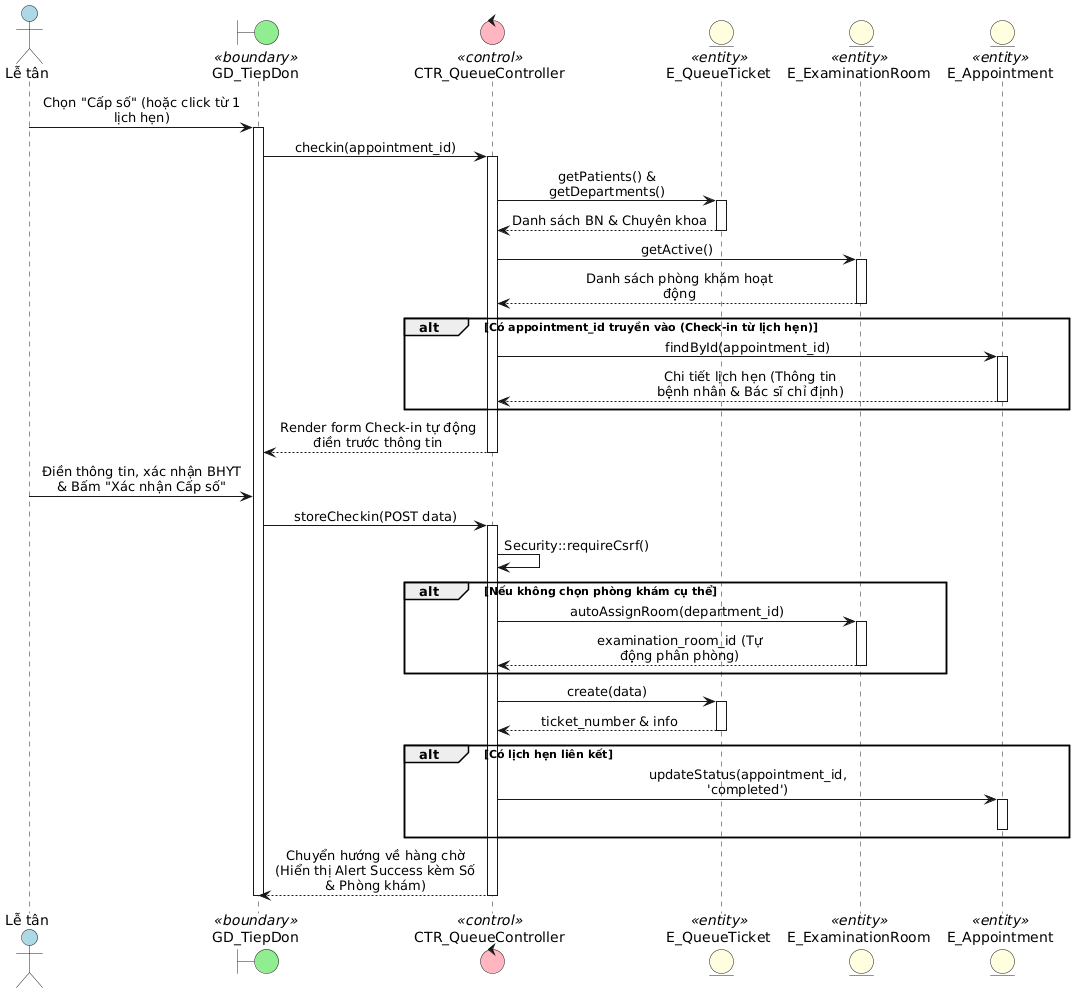 «boundary»
«control»
«entity»
«entity»
«entity»
Lễ tân
GD_TiepDon
CTR_QueueController
E_QueueTicket
E_ExaminationRoom
E_Appointment
Chọn "Cấp số" (hoặc click từ 1
lịch hẹn)
checkin(appointment_id)
getPatients() &
getDepartments()
Danh sách BN & Chuyên khoa
getActive()
Danh sách phòng khám hoạt
động
alt
[Có appointment_id truyền vào (Check-in từ lịch hẹn)]
findById(appointment_id)
Chi tiết lịch hẹn (Thông tin
bệnh nhân & Bác sĩ chỉ định)
Render form Check-in tự động
điền trước thông tin
Điền thông tin, xác nhận BHYT
& Bấm "Xác nhận Cấp số"
storeCheckin(POST data)
Security::requireCsrf()
alt
[Nếu không chọn phòng khám cụ thể]
autoAssignRoom(department_id)
examination_room_id (Tự
động phân phòng)
create(data)
ticket_number & info
alt
[Có lịch hẹn liên kết]
updateStatus(appointment_id,
'completed')
Chuyển hướng về hàng chờ
(Hiển thị Alert Success kèm Số
& Phòng khám)
Lễ tân
«boundary»
«control»
«entity»
«entity»
«entity»
GD_TiepDon
CTR_QueueController
E_QueueTicket
E_ExaminationRoom
E_Appointment